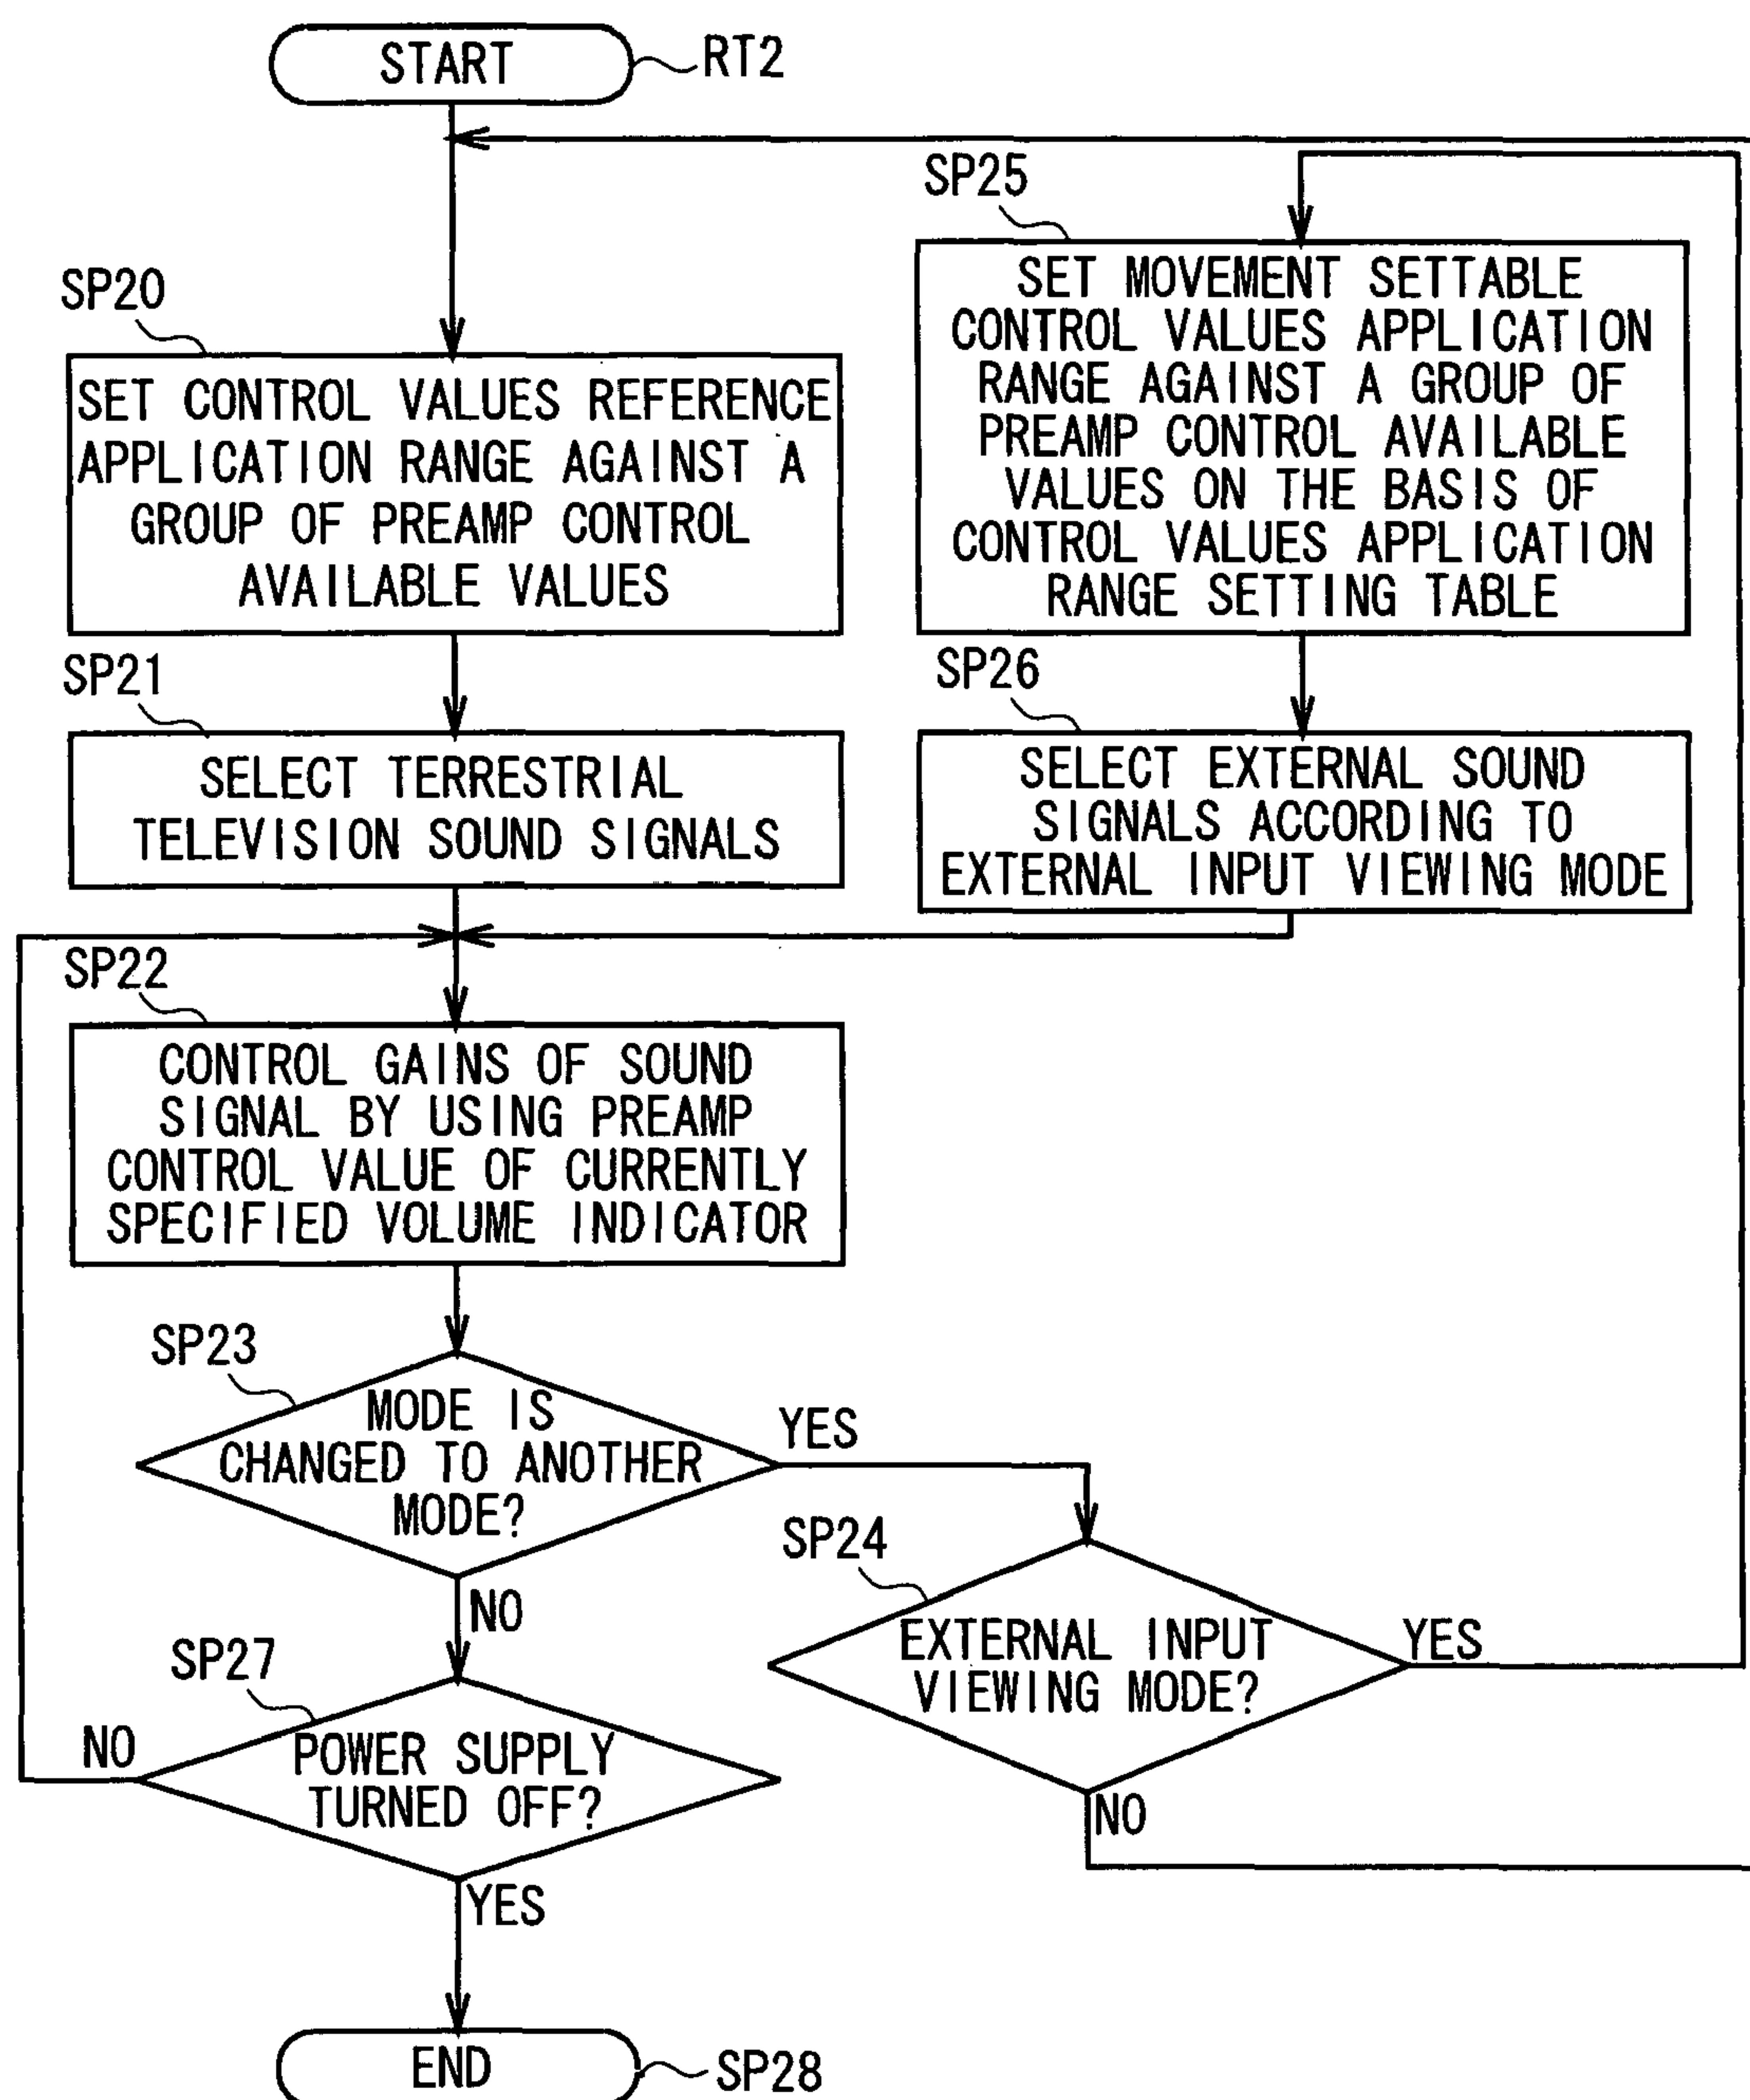 START
RT2
SP20
SET CONTROL VALUES REFERENCE
APPLICATION RANGE AGAINST A
GROUP OF PREAMP CONTROL
AVAILABLE VALUES
SP21
SELECT TERRESTRIAL
TELEVISION SOUND SIGNALS
SP25
SET MOVEMENT SETTABLE
CONTROL VALUES APPLICATION
RANGE AGAINST A GROUP OF
PREAMP CONTROL AVAILABLE
VALUES ON THE BASIS OF
CONTROL VALUES APPLICATION
RANGE SETTING TABLE
SP26
SELECT EXTERNAL SOUND
SIGNALS ACCORDING TO
EXTERNAL INPUT VIEWING MODE
SP22
CONTROL GAINS OF SOUND
SIGNAL BY USING PREAMP
CONTROL VALUE OF CURRENTLY
SPECIFIED VOLUME INDICATOR
SP23
MODE IS
CHANGED TO ANOTHER
MODE?
YES
NO
SP24
EXTERNAL INPUT
VIEWING MODE?
YES
NO
SP27
POWER SUPPLY
TURNED OFF?
NO
YES
END
SP28